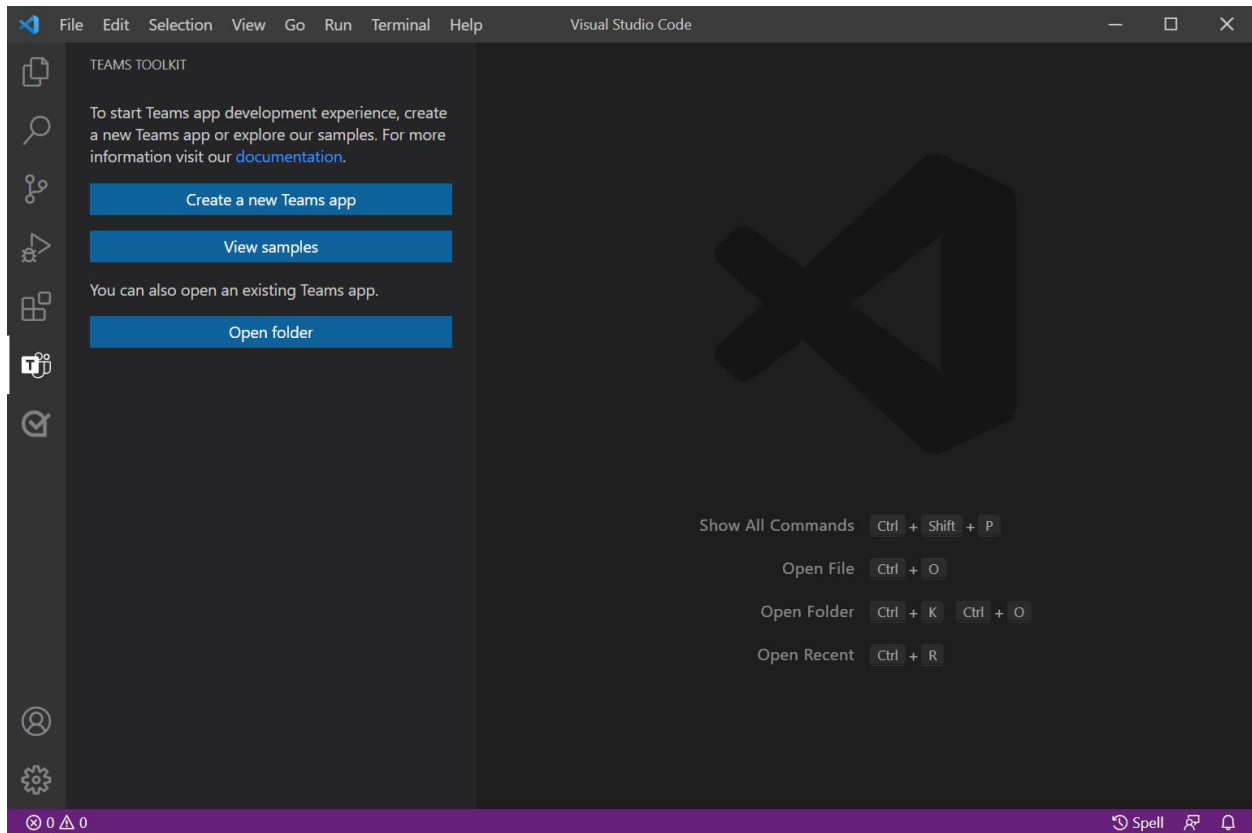 File Edit Selection View Go Run Terminal Help Visual Studio Code
TEAMS TOOLKIT
To start Teams app development experience, create
a new Teams app or explore our samples. For more
information visit our documentation.
Create a new Teams app
View samples
You can also open an existing Teams app.
Open folder
T
Show All Commands Ctrl + Shift + P
Open File Ctrl + O
Open Folder Ctrl + K Ctrl + O
Open Recent Ctrl + R
0 0 Spell